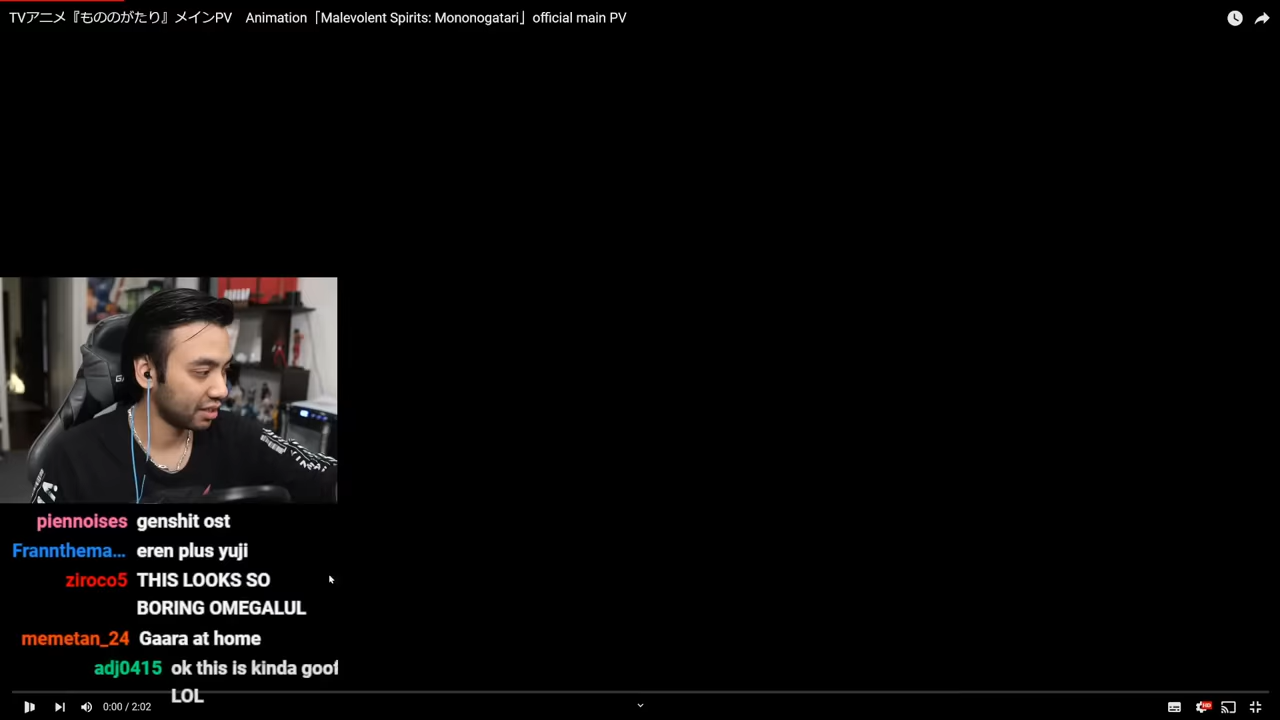 TVアニメ『もののがたり』メインPV　Animation「Malevolent Spirits: Mononogatari」official main PV
piennoises genshit ost
Frannthema... eren plus yuji
ziroco5 THIS LOOKS SO
BORING OMEGALUL
memetan_24 Gaara at home
adj0415 ok this is kinda goof
LOL
0:00 / 2:02
HD